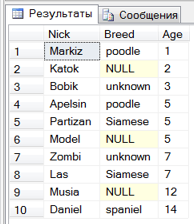 Результаты Сообщения
Nick Breed Age
1 Markiz poodle 1
2 Katok NULL 2
3 Bobik unknown 3
4 Apelsin poodle 5
5 Partizan Siamese 5
6 Model NULL 5
7 Zombi unknown 7
8 Las Siamese 7
9 Musia NULL 12
10 Daniel spaniel 14